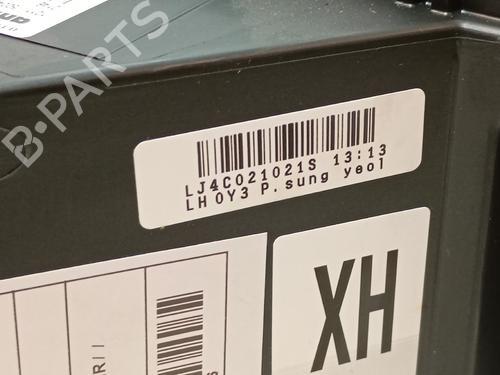 LJ4C021021S 13:13
LH 0Y3 P.sung yeol
XH
B-PARTS